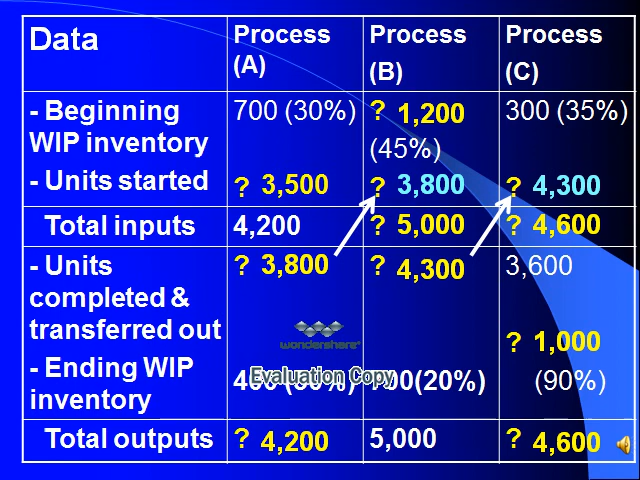 Data
Process (A)
Process (B)
Process (C)
- Beginning WIP inventory
700 (30%)
? 1,200 (45%)
300 (35%)
- Units started
? 3,500
? 3,800
? 4,300
Total inputs
4,200
? 5,000
? 4,600
- Units completed & transferred out
? 3,800
? 4,300
3,600
- Ending WIP inventory
(20%)
? 1,000 (90%)
Total outputs
? 4,200
5,000
? 4,600
wondershare
Evaluation Copy